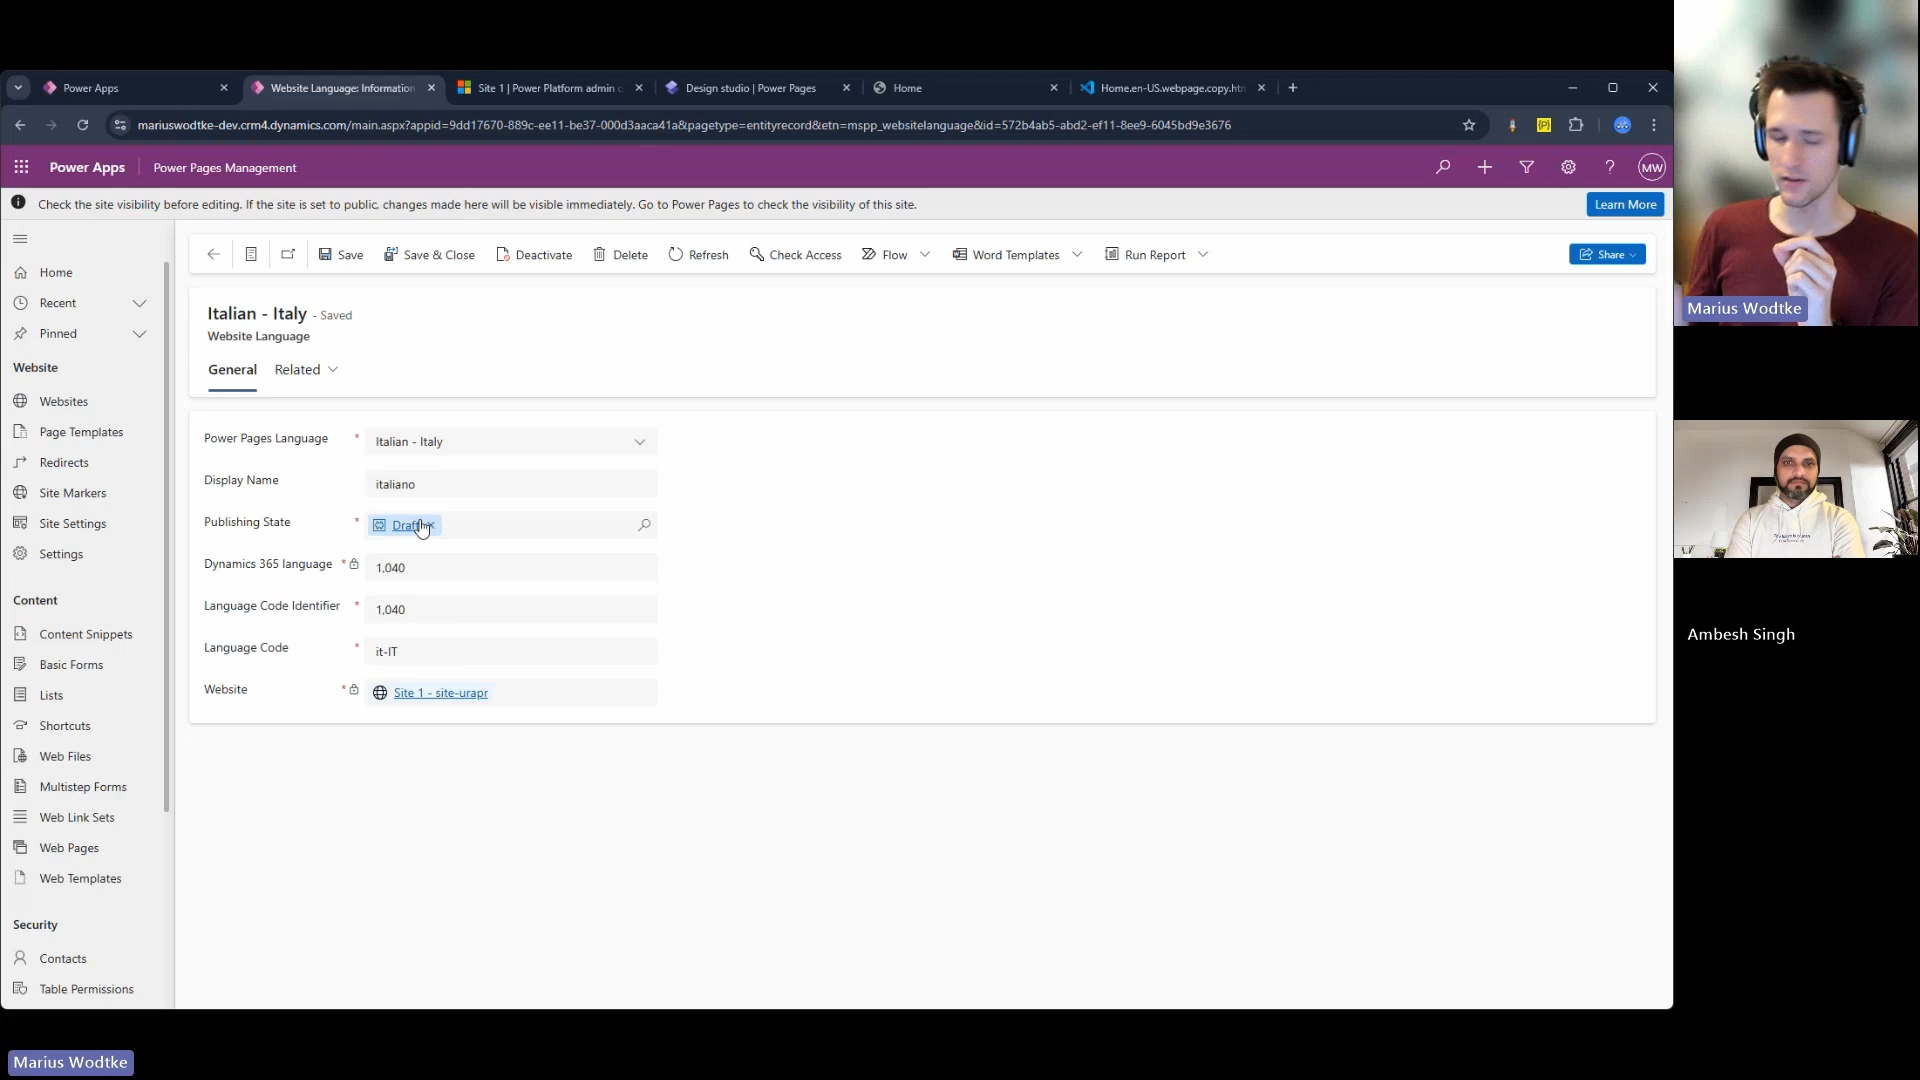 Power Apps
Website Language: Information
Site 1 | Power Platform admin c
Design studio | Power Pages
Home
Home.en-US.webpage.copy.htm
mariuswodtke-dev.crm4.dynamics.com/main.aspx?appid=9dd17670-889c-ee11-be37-000d3aaca41a&pagetype=entityrecord&etn=mspp_websitelanguage&id=572b4ab5-abd2-ef11-8ee9-6045bd9e3676
Power Apps
Power Pages Management
MW
Check the site visibility before editing. If the site is set to public, changes made here will be visible immediately. Go to Power Pages to check the visibility of this site.
Learn More
Save
Save & Close
Deactivate
Delete
Refresh
Check Access
Flow
Word Templates
Run Report
Share
Home
Recent
Pinned
Website
Websites
Page Templates
Redirects
Site Markers
Site Settings
Settings
Content
Content Snippets
Basic Forms
Lists
Shortcuts
Web Files
Multistep Forms
Web Link Sets
Web Pages
Web Templates
Security
Contacts
Table Permissions
Italian - Italy - Saved
Website Language
General
Related
Power Pages Language * Italian - Italy
Display Name italiano
Publishing State * Draft
Dynamics 365 language * 1,040
Language Code Identifier * 1,040
Language Code * it-IT
Website * Site 1 - site-urapr
Marius Wodtke
Ambesh Singh
Marius Wodtke